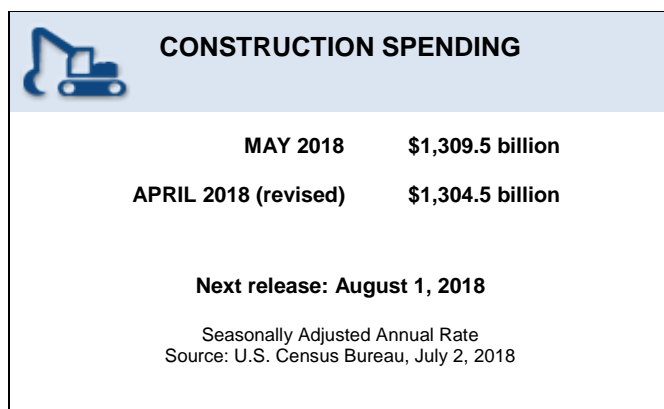 CONSTRUCTION SPENDING
MAY 2018 $1,309.5 billion
APRIL 2018 (revised) $1,304.5 billion
Next release: August 1, 2018
Seasonally Adjusted Annual Rate
Source: U.S. Census Bureau, July 2, 2018